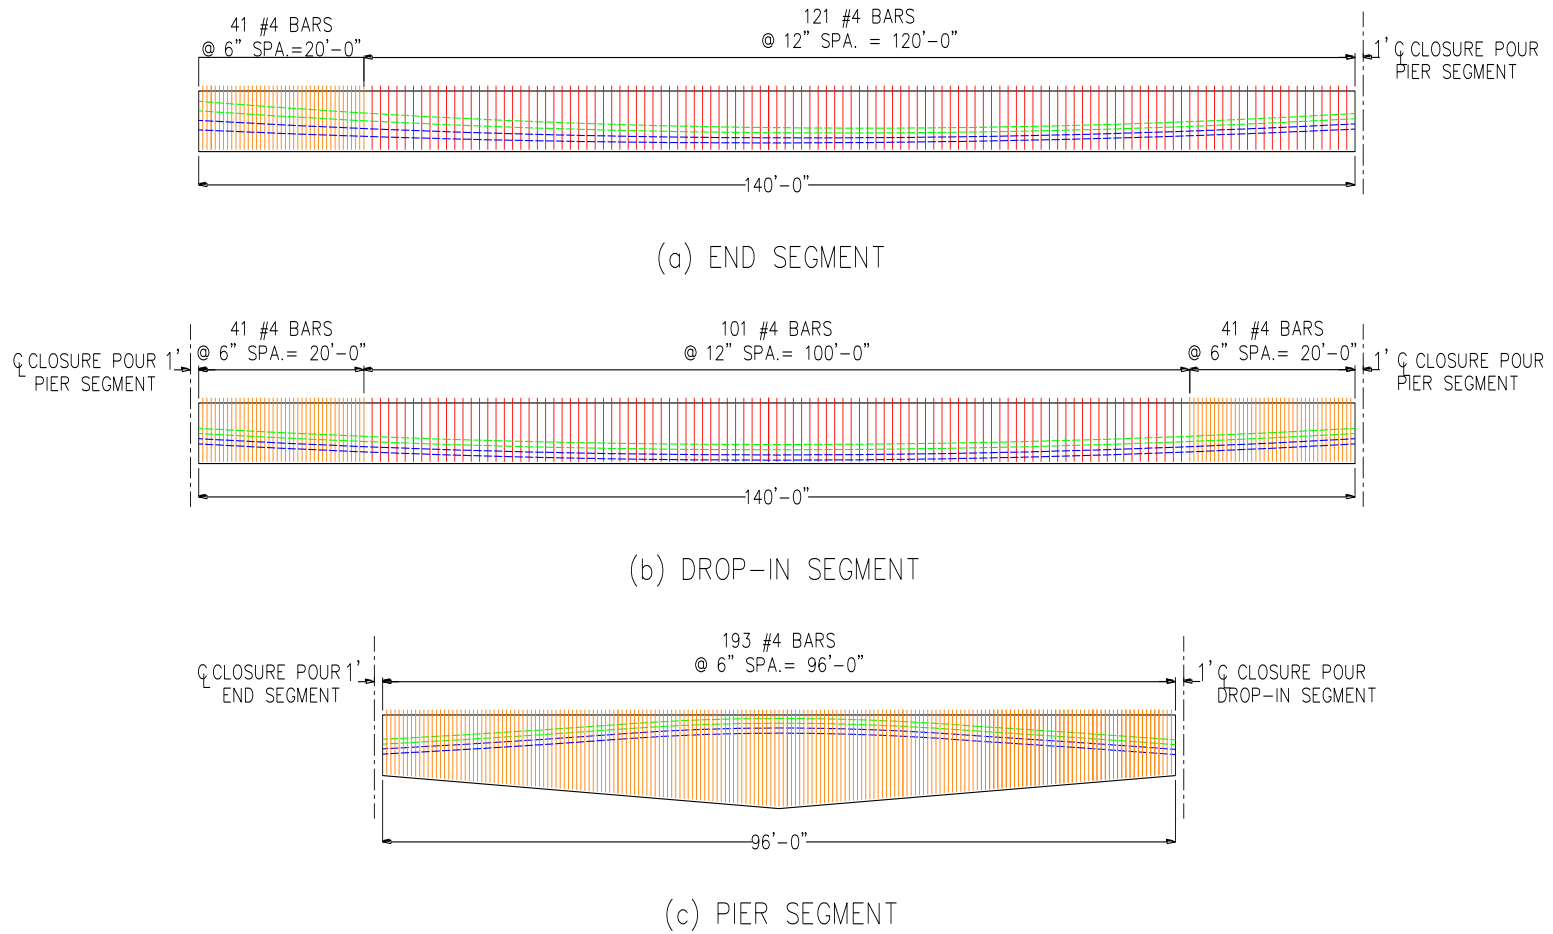 41 #4 BARS
@ 6" SPA.=20'-0"
121 #4 BARS
@ 12" SPA. = 120'-0"
1' ℄ CLOSURE POUR
PIER SEGMENT
140'-0"
(a) END SEGMENT
℄ CLOSURE POUR 1'
PIER SEGMENT
41 #4 BARS
@ 6" SPA.= 20'-0"
101 #4 BARS
@ 12" SPA.= 100'-0"
41 #4 BARS
@ 6" SPA.= 20'-0"
1' ℄ CLOSURE POUR
PIER SEGMENT
140'-0"
(b) DROP-IN SEGMENT
℄ CLOSURE POUR 1'
END SEGMENT
193 #4 BARS
@ 6" SPA.= 96'-0"
1' ℄ CLOSURE POUR
DROP-IN SEGMENT
96'-0"
(c) PIER SEGMENT